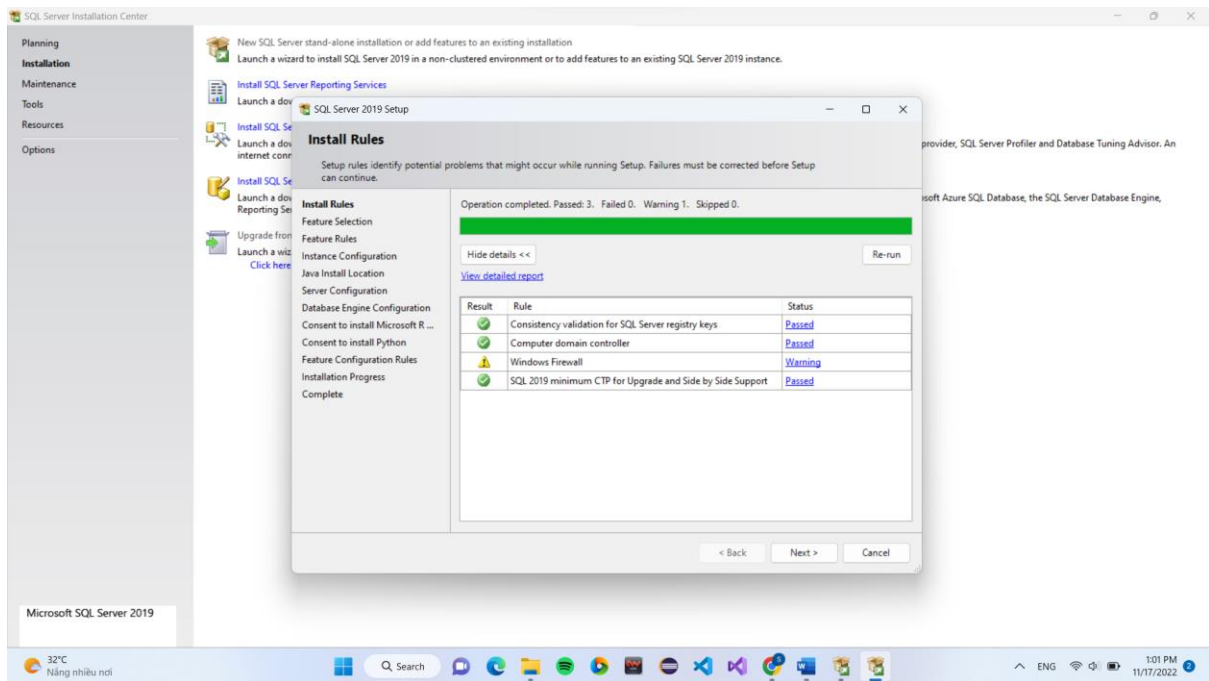 SQL Server Installation Center
Planning
Installation
Maintenance
Tools
Resources
Options
New SQL Server stand-alone installation or add features to an existing installation
Launch a wizard to install SQL Server 2019 in a non-clustered environment or to add features to an existing SQL Server 2019 instance.
Install SQL Server Reporting Services
Launch a dov
Install SQL Se
Launch a dov
provider, SQL Server Profiler and Database Tuning Advisor. An
internet conr
Install SQL Se
Launch a dov
soft Azure SQL Database, the SQL Server Database Engine,
Reporting Se
Upgrade fron
Launch a wiz
Click here
SQL Server 2019 Setup
Install Rules
Setup rules identify potential problems that might occur while running Setup. Failures must be corrected before Setup
can continue.
Install Rules
Feature Selection
Feature Rules
Instance Configuration
Java Install Location
Server Configuration
Database Engine Configuration
Consent to install Microsoft R ...
Consent to install Python
Feature Configuration Rules
Installation Progress
Complete
Operation completed. Passed: 3. Failed 0. Warning 1. Skipped 0.
Hide details <<
Re-run
View detailed report
Result Rule Status
Consistency validation for SQL Server registry keys Passed
Computer domain controller Passed
Windows Firewall Warning
SQL 2019 minimum CTP for Upgrade and Side by Side Support Passed
< Back Next > Cancel
Microsoft SQL Server 2019
32°C
Nắng nhiều nơi
Search
ENG
1:01 PM
11/17/2022
2